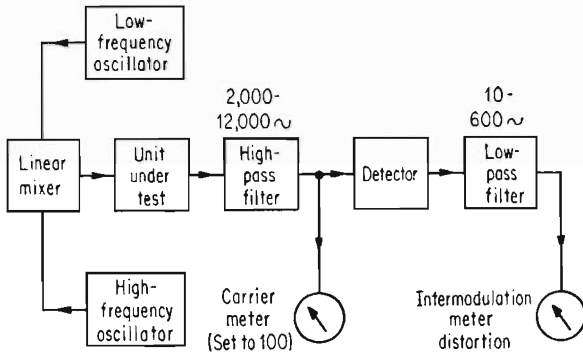 Low-
frequency
oscillator
2,000-
12,000 ~
10-
600 ~
Linear
mixer
Unit
under
test
High-
pass
filter
Detector
Low-
pass
filter
High-
frequency
oscillator
Carrier
meter
(Set to 100)
Intermodulation
meter
distortion